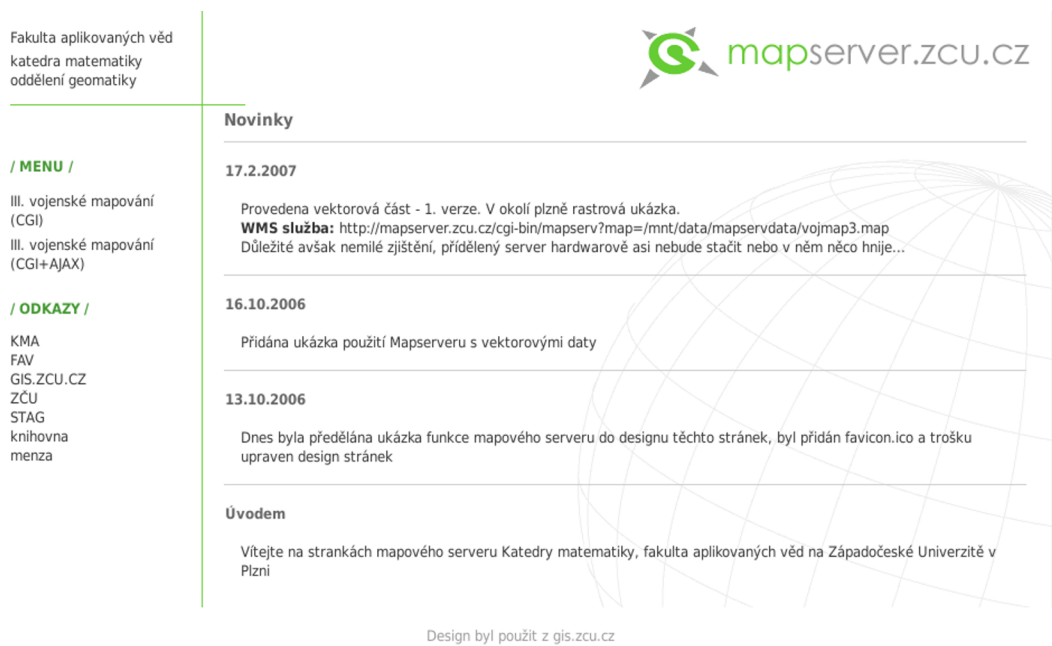 Fakulta aplikovaných věd
katedra matematiky
oddělení geomatiky
mapserver.zcu.cz
/ MENU /
III. vojenské mapování
(CGI)
III. vojenské mapování
(CGI+AJAX)
/ ODKAZY /
KMA
FAV
GIS.ZCU.CZ
ZČU
STAG
knihovna
menza
Novinky
17.2.2007
Provedena vektorová část - 1. verze. V okolí plzně rastrová ukázka.
WMS služba: http://mapserver.zcu.cz/cgi-bin/mapserv?map=/mnt/data/mapservdata/vojmap3.map
Důležité avšak nemilé zjištění, přídělený server hardwarově asi nebude stačit nebo v něm něco hnije...
16.10.2006
Přidána ukázka použití Mapserveru s vektorovými daty
13.10.2006
Dnes byla předělána ukázka funkce mapového serveru do designu těchto stránek, byl přidán favicon.ico a trošku
upraven design stránek
Úvodem
Vítejte na strankách mapového serveru Katedry matematiky, fakulta aplikovaných věd na Západočeské Univerzitě v
Plzni
Design byl použit z gis.zcu.cz